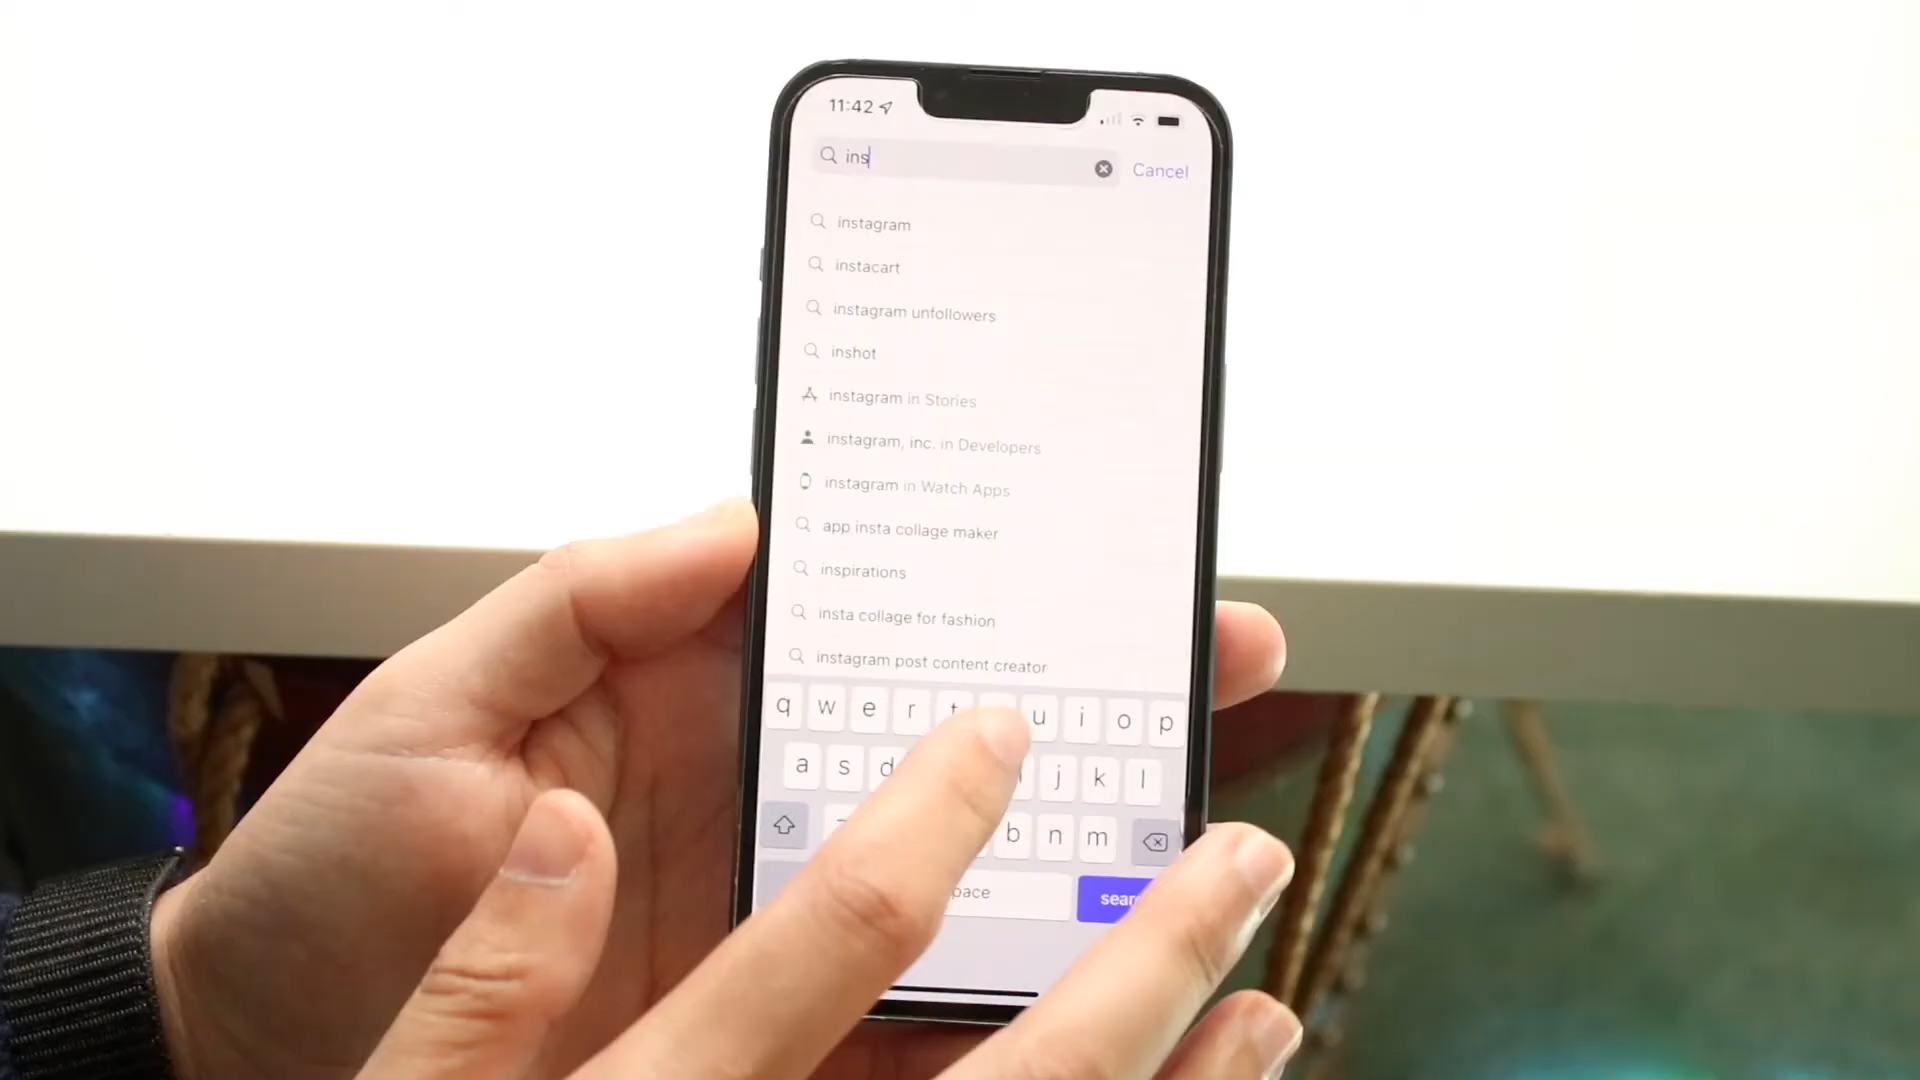 11:42
ins
Cancel
instagram
instacart
instagram unfollowers
inshot
instagram in Stories
instagram, inc. in Developers
instagram in Watch Apps
app insta collage maker
inspirations
insta collage for fashion
instagram post content creator
q w e r t u i o p
a s d j k l
b n m
pace
sear